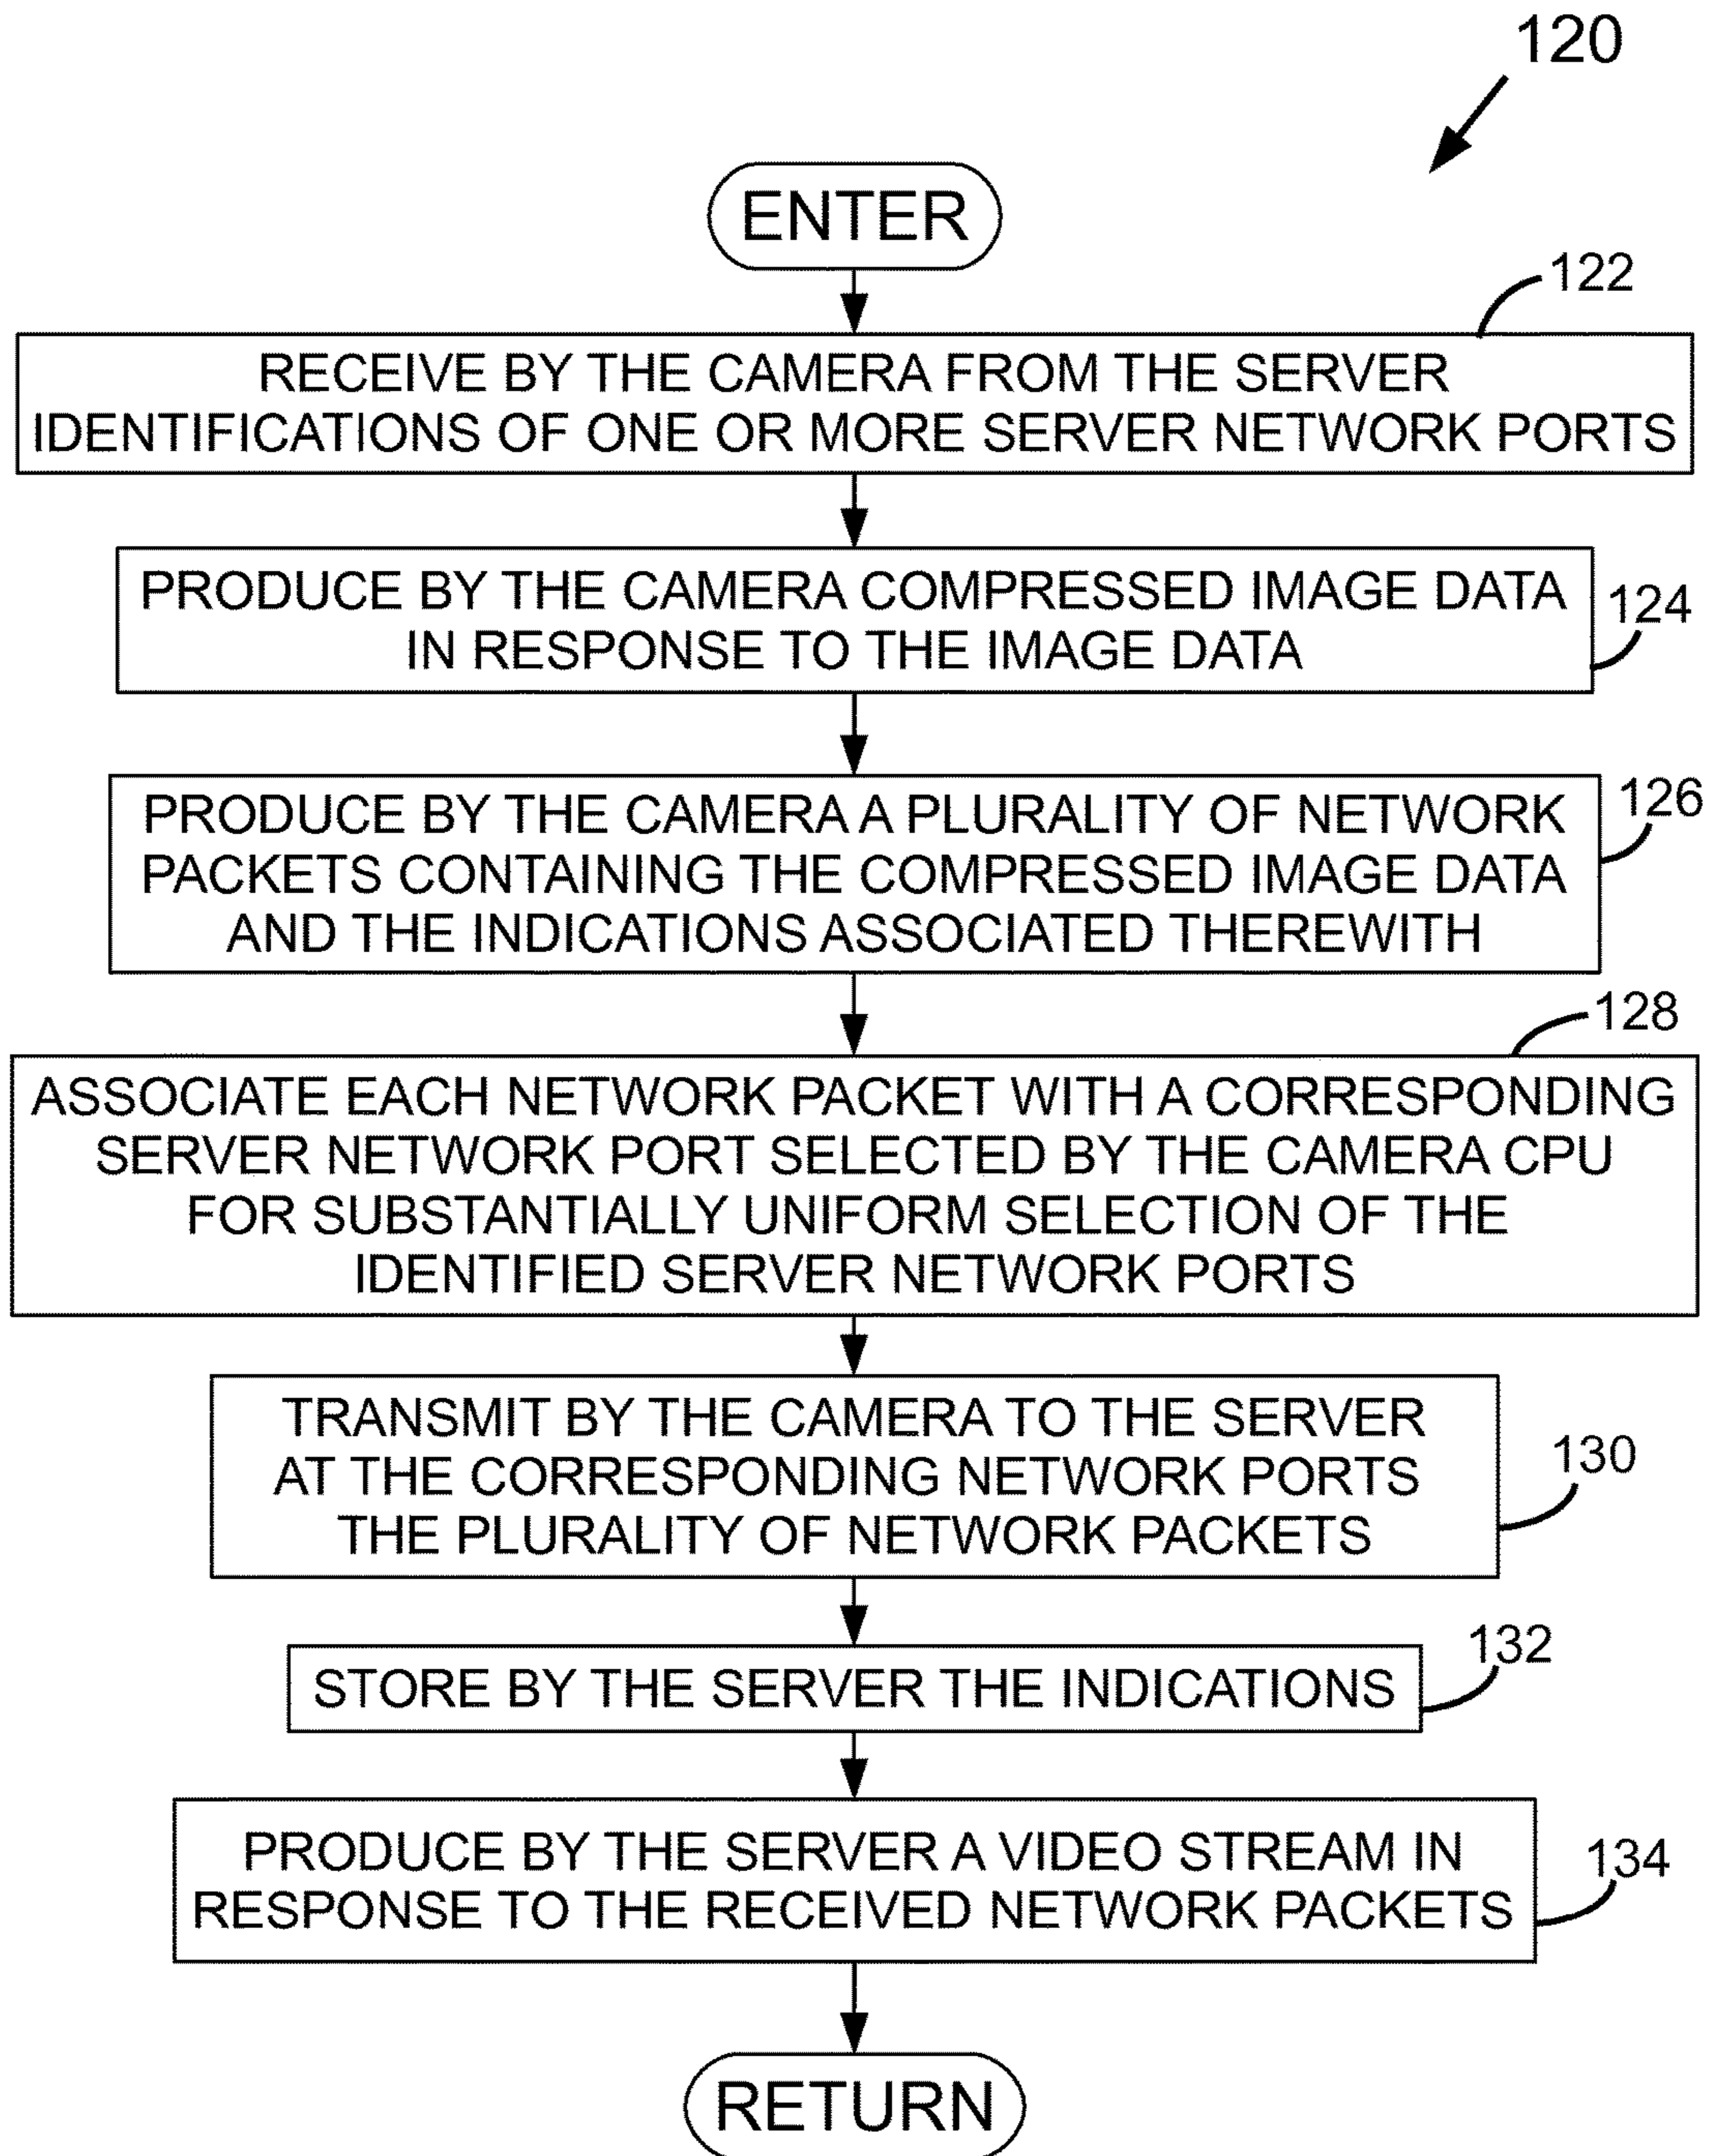 120
ENTER
122
RECEIVE BY THE CAMERA FROM THE SERVER
IDENTIFICATIONS OF ONE OR MORE SERVER NETWORK PORTS
PRODUCE BY THE CAMERA COMPRESSED IMAGE DATA
IN RESPONSE TO THE IMAGE DATA
124
PRODUCE BY THE CAMERA A PLURALITY OF NETWORK
PACKETS CONTAINING THE COMPRESSED IMAGE DATA
AND THE INDICATIONS ASSOCIATED THEREWITH
126
128
ASSOCIATE EACH NETWORK PACKET WITH A CORRESPONDING
SERVER NETWORK PORT SELECTED BY THE CAMERA CPU
FOR SUBSTANTIALLY UNIFORM SELECTION OF THE
IDENTIFIED SERVER NETWORK PORTS
TRANSMIT BY THE CAMERA TO THE SERVER
AT THE CORRESPONDING NETWORK PORTS
THE PLURALITY OF NETWORK PACKETS
130
STORE BY THE SERVER THE INDICATIONS
132
PRODUCE BY THE SERVER A VIDEO STREAM IN
RESPONSE TO THE RECEIVED NETWORK PACKETS
134
RETURN